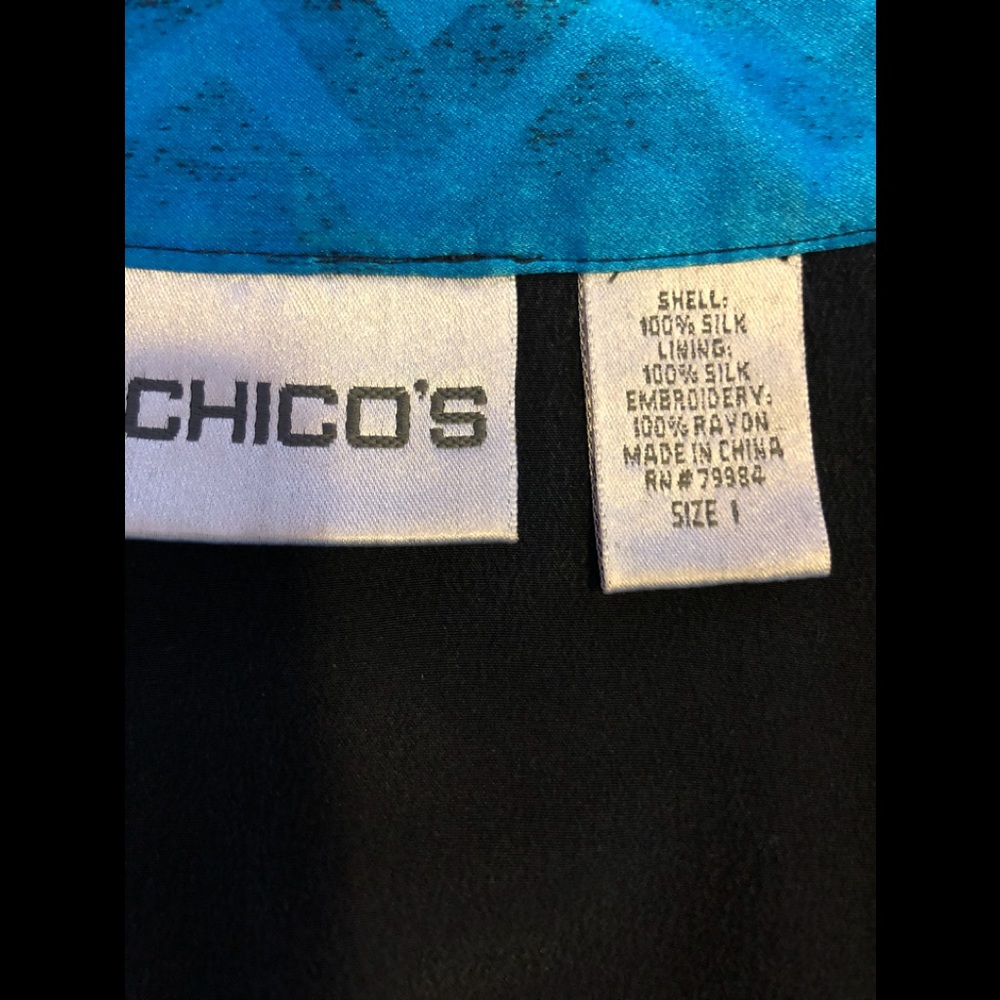 CHICO'S
SHELL:
100% SILK
LINING:
100% SILK
EMBROIDERY:
100% RAYON
MADE IN CHINA
RN # 79984
SIZE 1